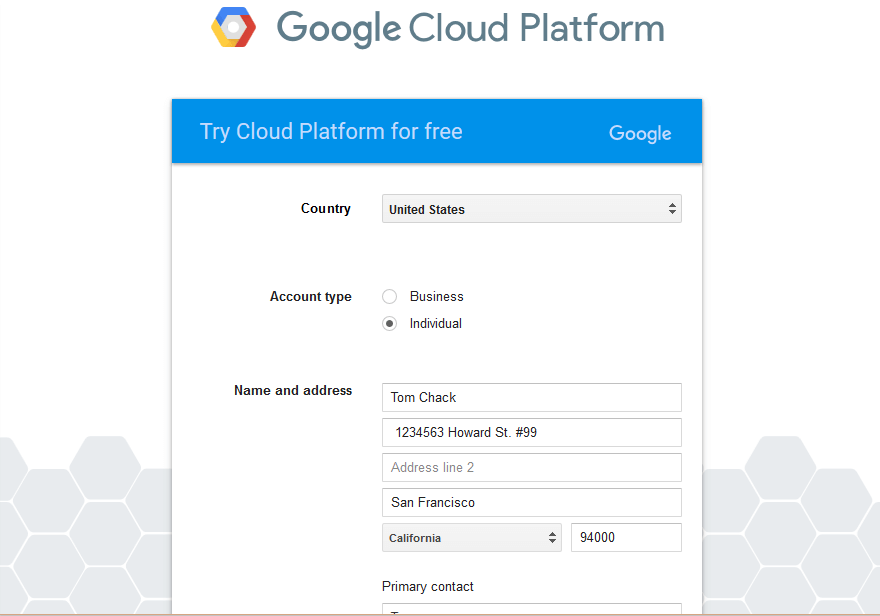 Google Cloud Platform
Try Cloud Platform for free Google
Country United States
Account type Business
Individual
Name and address Tom Chack
1234563 Howard St. #99
Address line 2
San Francisco
California 94000
Primary contact